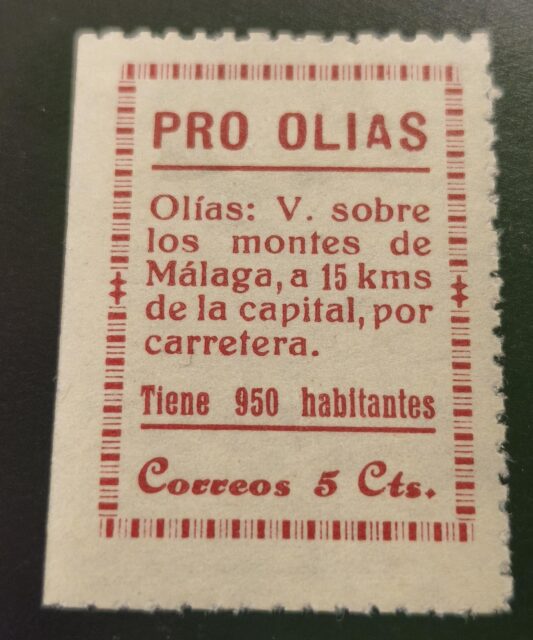 PRO OLIAS
Olías: V. sobre
los montes de
Málaga, a 15 kms
de la capital, por
carretera.
Tiene 950 habitantes
Correos 5 Cts.